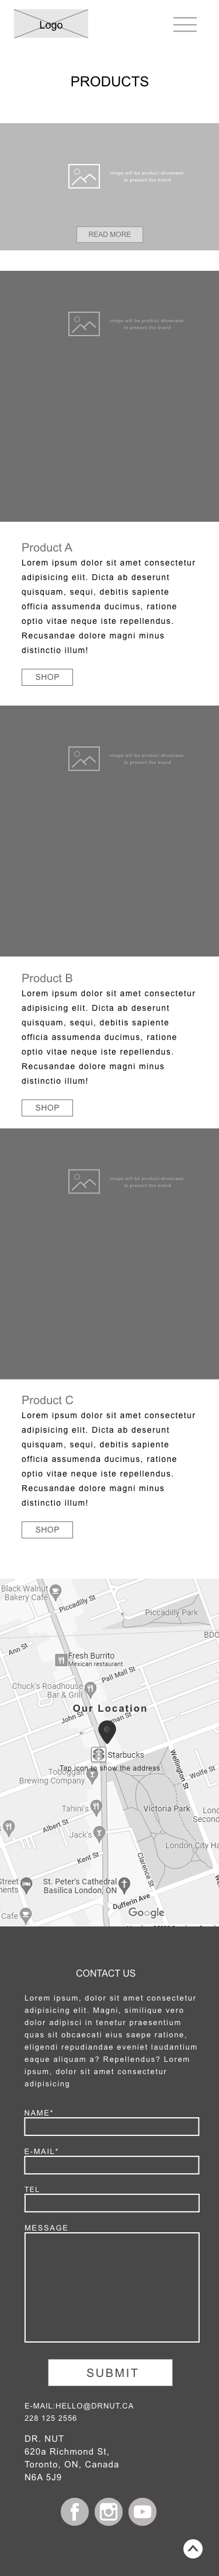 Logo
PRODUCTS
Image will be product showcase
to present the brand
READ MORE
Image will be product showcase
to present the brand
Product A
Lorem ipsum dolor sit amet consectetur
adipisicing elit. Dicta ab deserunt
quisquam, sequi, debitis sapiente
officia assumenda ducimus, ratione
optio vitae neque iste repellendus.
Recusandae dolore magni minus
distinctio illum!
SHOP
Image will be product showcase
to present the brand
Product B
Lorem ipsum dolor sit amet consectetur
adipisicing elit. Dicta ab deserunt
quisquam, sequi, debitis sapiente
officia assumenda ducimus, ratione
optio vitae neque iste repellendus.
Recusandae dolore magni minus
distinctio illum!
SHOP
Image will be product showcase
to present the brand
Product C
Lorem ipsum dolor sit amet consectetur
adipisicing elit. Dicta ab deserunt
quisquam, sequi, debitis sapiente
officia assumenda ducimus, ratione
optio vitae neque iste repellendus.
Recusandae dolore magni minus
distinctio illum!
SHOP
Black Walnut
Bakery Cafe
Piccadilly St
Piccadilly Park
BDO
Ann St
Fresh Burrito
Mexican restaurant
Pall Mall St
Chuck's Roadhouse
Bar & Grill
Our Location
John St
man St
Starbucks
Wellington St
Tap icon to show the address
Toboggan
Brewing Company
Wolfe St
Tahini's
Victoria Park
Lon
Second
Albert St
Jack's
London City Ha
Kent St
Clarence St
Street
ments
St. Peter's Cathedral
Basilica London, ON
Dufferin Ave
Cafe
Google
CONTACT US
Lorem ipsum, dolor sit amet consectetur
adipisicing elit. Magni, similique vero
dolor adipisci in tenetur praesentium
quas sit obcaecati eius saepe ratione,
eligendi repudiandae eveniet laudantium
eaque aliquam a? Repellendus? Lorem
ipsum, dolor sit amet consectetur
adipisicing
NAME*
E-MAIL*
TEL
MESSAGE
SUBMIT
E-MAIL:HELLO@DRNUT.CA
228 125 2556
DR. NUT
620a Richmond St,
Toronto, ON, Canada
N6A 5J9